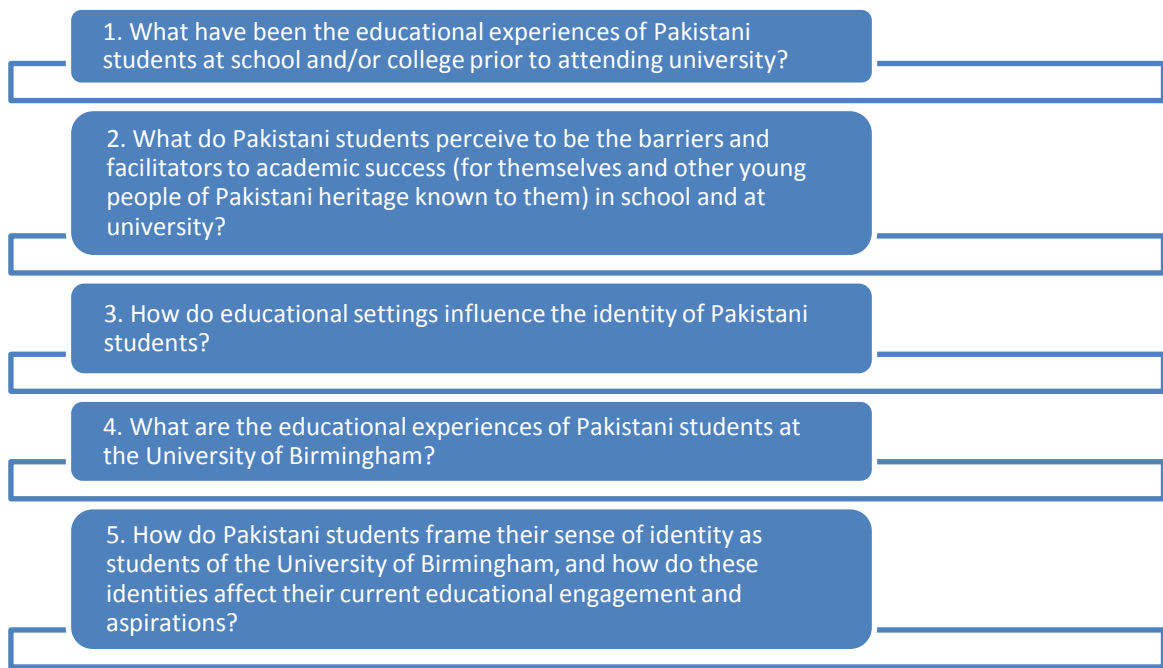 1. What have been the educational experiences of Pakistani
students at school and/or college prior to attending university?
2. What do Pakistani students perceive to be the barriers and
facilitators to academic success (for themselves and other young
people of Pakistani heritage known to them) in school and at
university?
3. How do educational settings influence the identity of Pakistani
students?
4. What are the educational experiences of Pakistani students at
the University of Birmingham?
5. How do Pakistani students frame their sense of identity as
students of the University of Birmingham, and how do these
identities affect their current educational engagement and
aspirations?